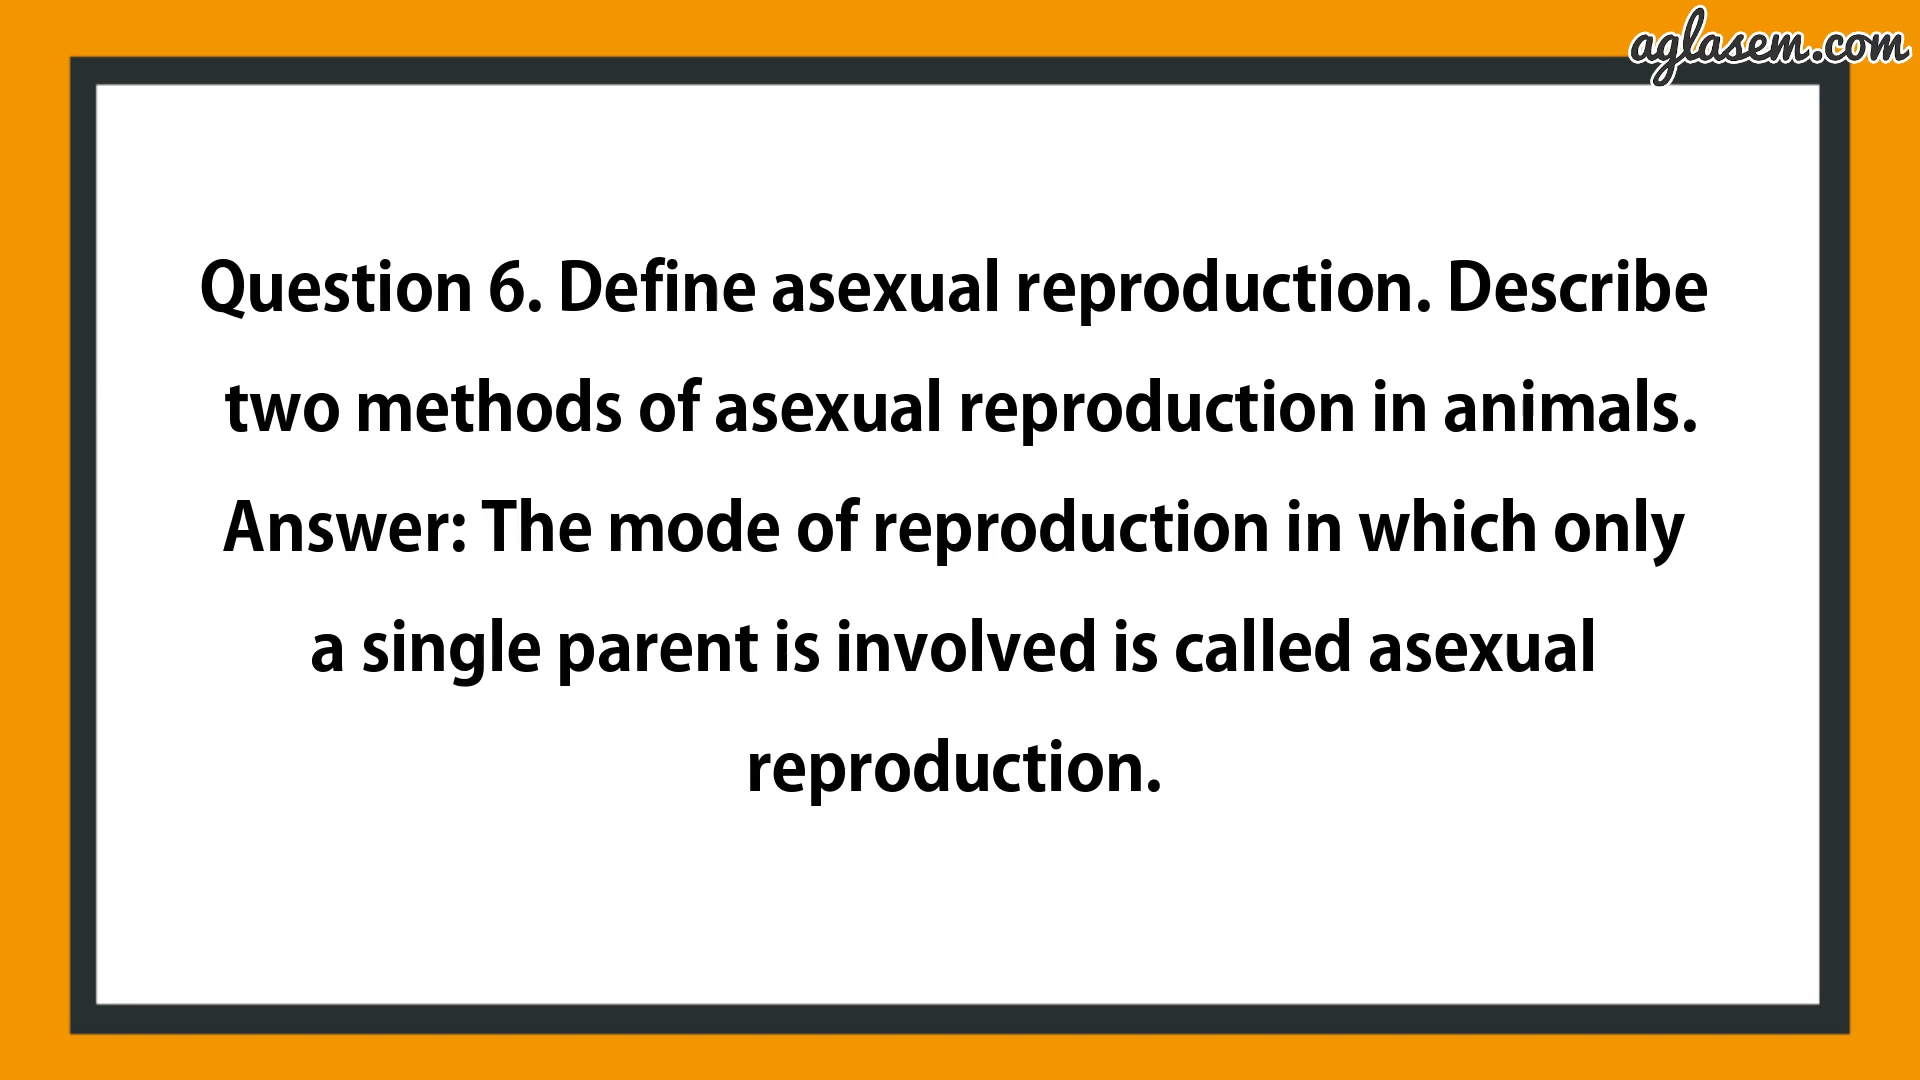 aglasem.com
Question 6. Define asexual reproduction. Describe
two methods of asexual reproduction in animals.
Answer: The mode of reproduction in which only
a single parent is involved is called asexual
reproduction.